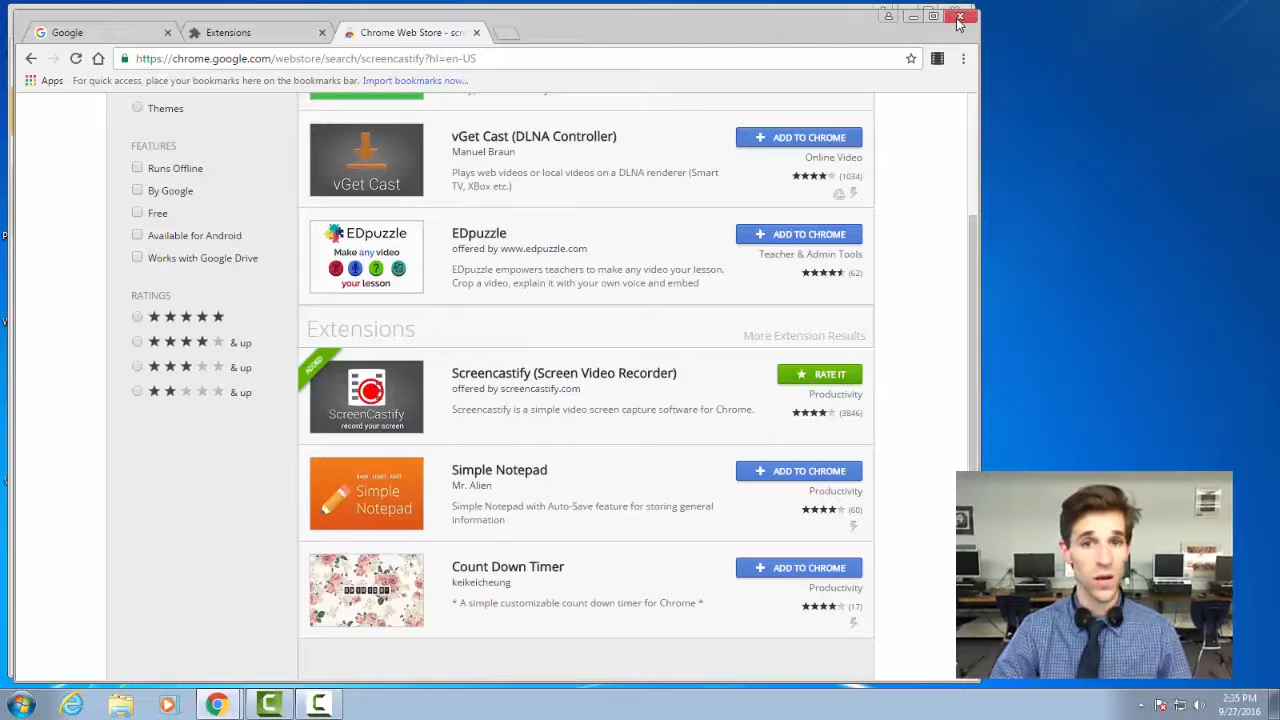 Google
Extensions
Chrome Web Store - scre
https://chrome.google.com/webstore/search/screencastify?hl=en-US
Apps
For quick access, place your bookmarks here on the bookmarks bar. Import bookmarks now...
Themes
FEATURES
Runs Offline
By Google
Free
Available for Android
Works with Google Drive
RATINGS
& up
& up
& up
vGet Cast
vGet Cast (DLNA Controller)
Manuel Braun
Plays web videos or local videos on a DLNA renderer (Smart
TV, XBox etc.)
ADD TO CHROME
Online Video
(1034)
EDpuzzle
Make any video
your lesson
EDpuzzle
offered by www.edpuzzle.com
EDpuzzle empowers teachers to make any video your lesson.
Crop a video, explain it with your own voice and embed
ADD TO CHROME
Teacher & Admin Tools
(62)
Extensions
More Extension Results
ADDED
ScreenCastify
record your screen
Screencastify (Screen Video Recorder)
offered by screencastify.com
Screencastify is a simple video screen capture software for Chrome.
RATE IT
Productivity
(3846)
EASY. LIGHT. FAST.
Simple
Notepad
Simple Notepad
Mr. Alien
Simple Notepad with Auto-Save feature for storing general
information
ADD TO CHROME
Productivity
(60)
Count Down Timer
keikeicheung
* A simple customizable count down timer for Chrome *
ADD TO CHROME
Productivity
(17)
2:35 PM
9/27/2016